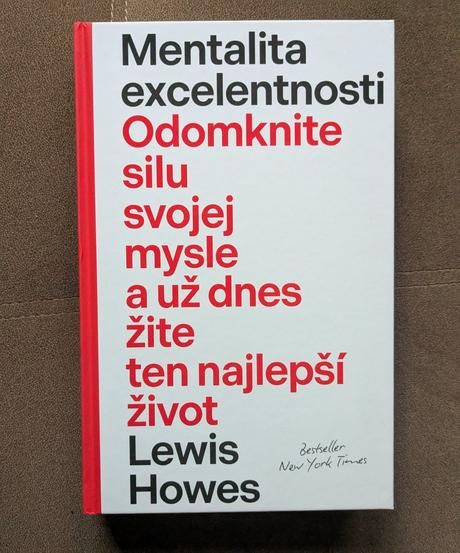 Mentalita
excelentnosti
Odomknite
silu
svojej
mysle
a už dnes
žite
ten najlepší
život
Lewis
Howes
Bestseller
New York Times